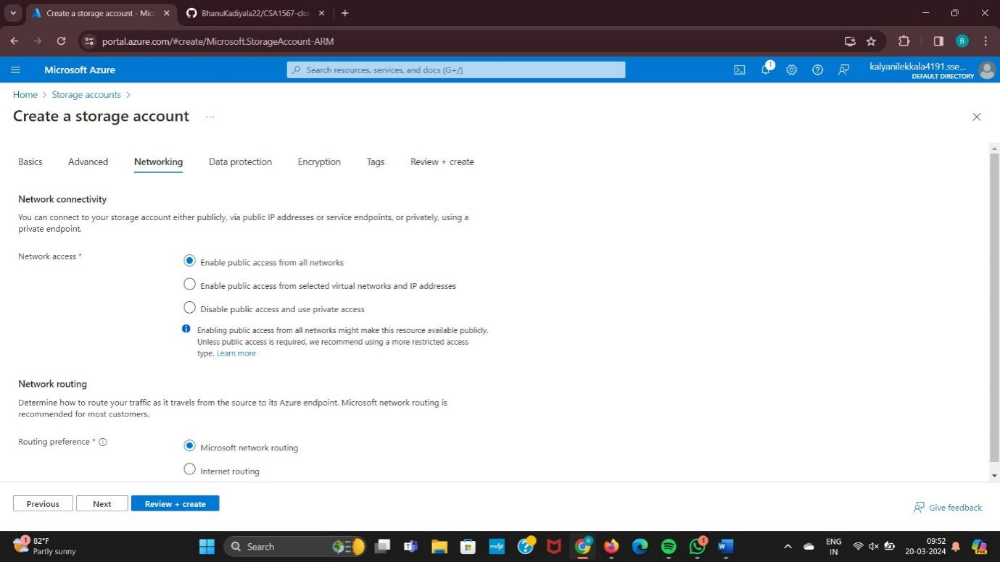 Create a storage account - Micr
BhanuKadiyala22/CSA1567-clo
portal.azure.com/#create/Microsoft.StorageAccount-ARM
B
Microsoft Azure
Search resources, services, and docs (G+/)
1
kalyanilekkala4191.sse...
DEFAULT DIRECTORY
Home > Storage accounts >
Create a storage account ...
Basics Advanced Networking Data protection Encryption Tags Review + create
Network connectivity
You can connect to your storage account either publicly, via public IP addresses or service endpoints, or privately, using a
private endpoint.
Network access *
Enable public access from all networks
Enable public access from selected virtual networks and IP addresses
Disable public access and use private access
Enabling public access from all networks might make this resource available publicly.
Unless public access is required, we recommend using a more restricted access
type. Learn more
Network routing
Determine how to route your traffic as it travels from the source to its Azure endpoint. Microsoft network routing is
recommended for most customers.
Routing preference *
Microsoft network routing
Internet routing
Previous Next Review + create
Give feedback
1
82°F
Partly sunny
Search
1
ENG
IN
09:52
20-03-2024
PRE